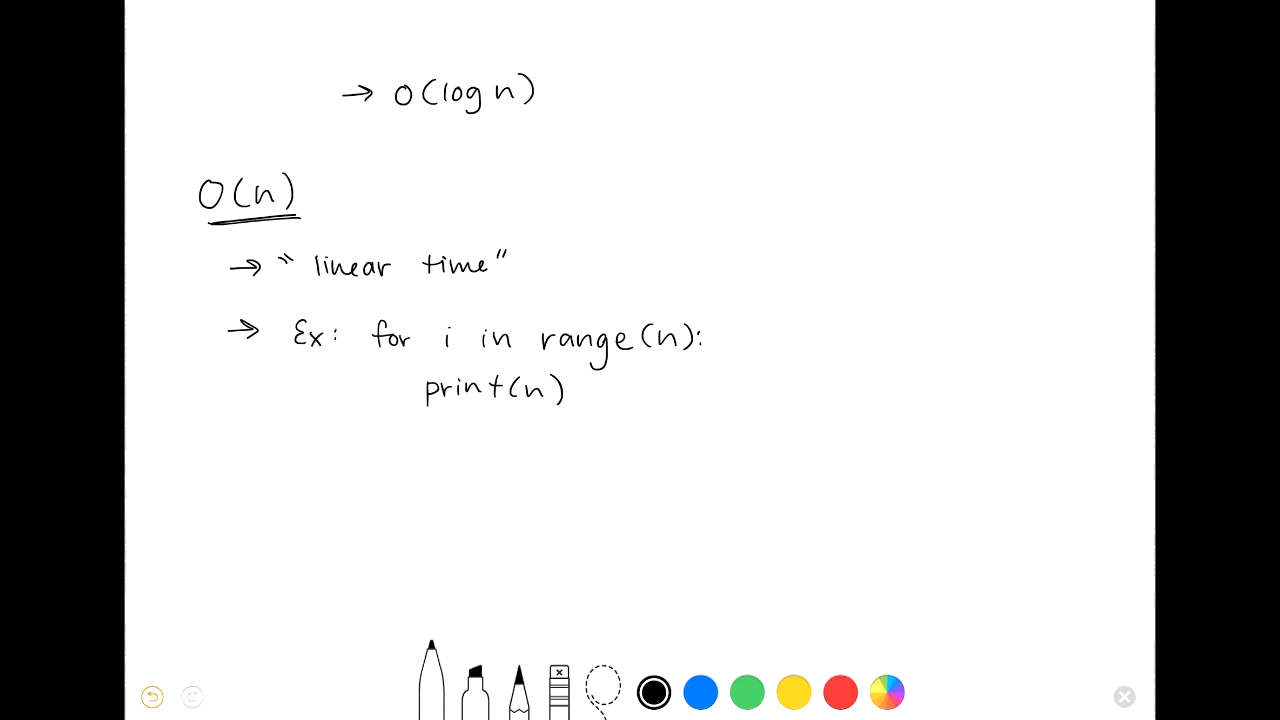 → O(log n)
O(n)
→ "linear time"
→ Ex: for i in range(n):
print(n)